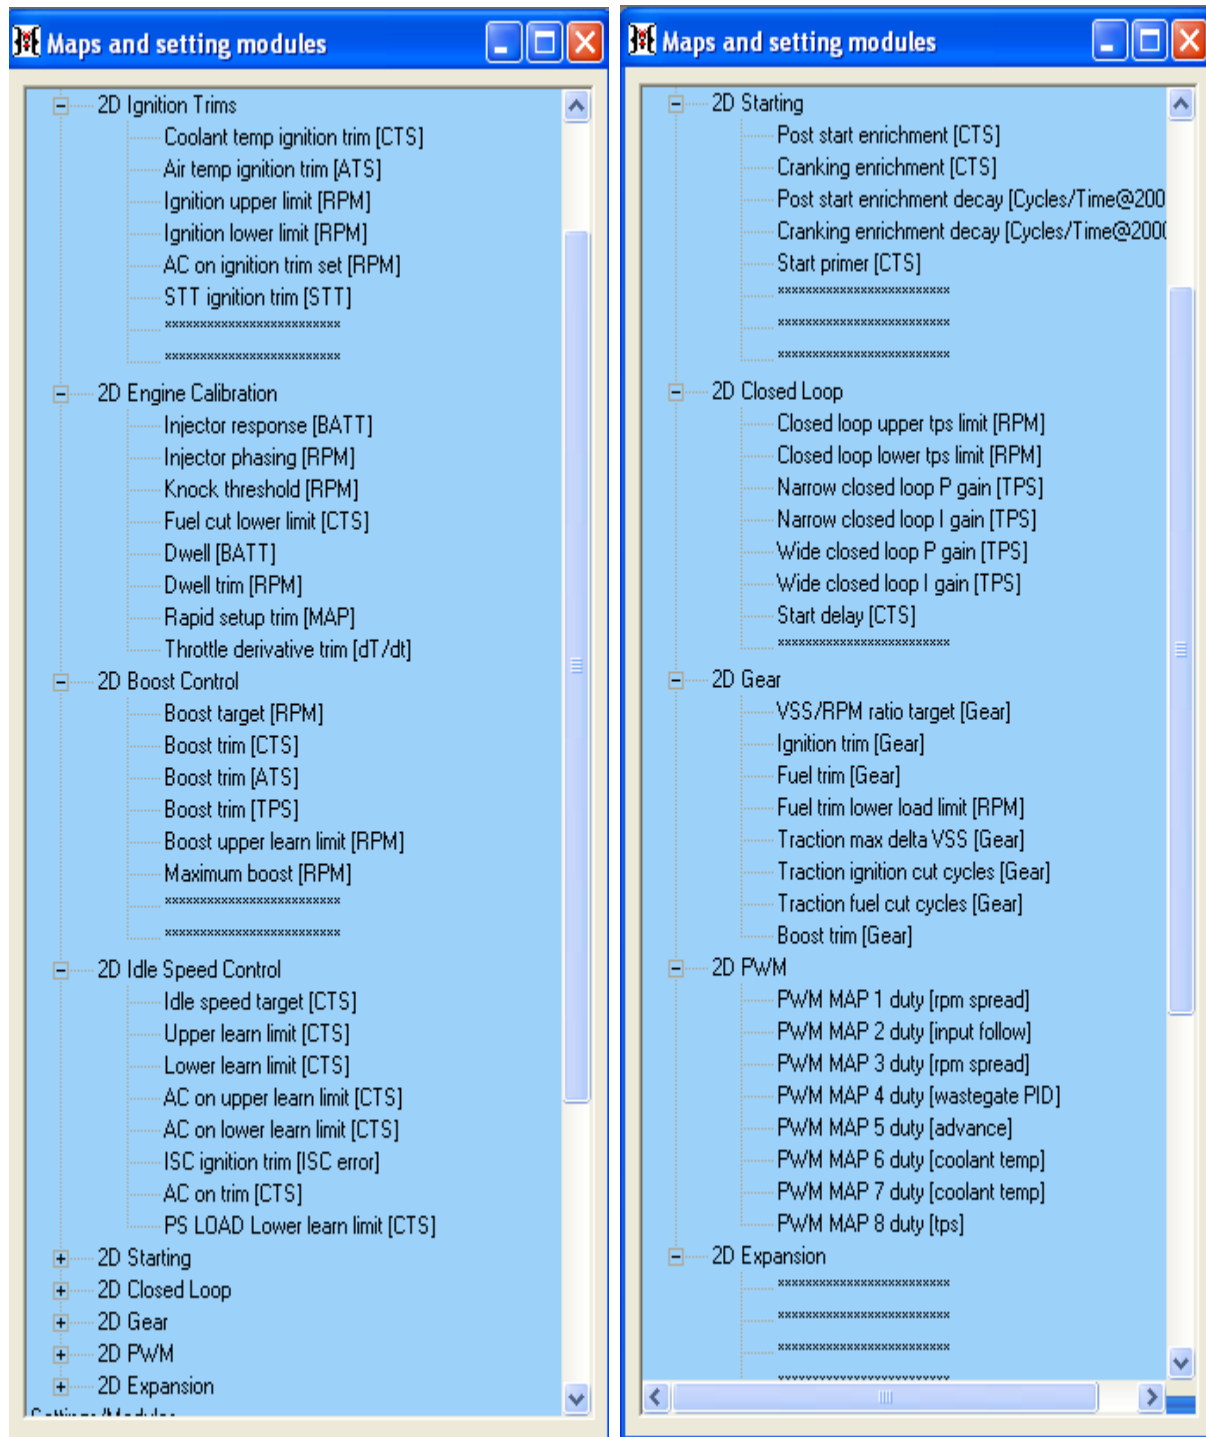 Maps and setting modules
2D Ignition Trims
Coolant temp ignition trim [CTS]
Air temp ignition trim [ATS]
Ignition upper limit [RPM]
Ignition lower limit [RPM]
AC on ignition trim set [RPM]
STT ignition trim [STT]
*************************
*************************
2D Engine Calibration
Injector response [BATT]
Injector phasing [RPM]
Knock threshold [RPM]
Fuel cut lower limit [CTS]
Dwell [BATT]
Dwell trim [RPM]
Rapid setup trim [MAP]
Throttle derivative trim [dT/dt]
2D Boost Control
Boost target [RPM]
Boost trim [CTS]
Boost trim [ATS]
Boost trim [TPS]
Boost upper learn limit [RPM]
Maximum boost [RPM]
*************************
*************************
2D Idle Speed Control
Idle speed target [CTS]
Upper learn limit [CTS]
Lower learn limit [CTS]
AC on upper learn limit [CTS]
AC on lower learn limit [CTS]
ISC ignition trim [ISC error]
AC on trim [CTS]
PS LOAD Lower learn limit [CTS]
2D Starting
2D Closed Loop
2D Gear
2D PWM
2D Expansion
Settings/Modules
Maps and setting modules
2D Starting
Post start enrichment [CTS]
Cranking enrichment [CTS]
Post start enrichment decay [Cycles/Time@200
Cranking enrichment decay [Cycles/Time@200
Start primer [CTS]
*************************
*************************
*************************
2D Closed Loop
Closed loop upper tps limit [RPM]
Closed loop lower tps limit [RPM]
Narrow closed loop P gain [TPS]
Narrow closed loop I gain [TPS]
Wide closed loop P gain [TPS]
Wide closed loop I gain [TPS]
Start delay [CTS]
*************************
2D Gear
VSS/RPM ratio target [Gear]
Ignition trim [Gear]
Fuel trim [Gear]
Fuel trim lower load limit [RPM]
Traction max delta VSS [Gear]
Traction ignition cut cycles [Gear]
Traction fuel cut cycles [Gear]
Boost trim [Gear]
2D PWM
PWM MAP 1 duty [rpm spread]
PWM MAP 2 duty [input follow]
PWM MAP 3 duty [rpm spread]
PWM MAP 4 duty [wastegate PID]
PWM MAP 5 duty [advance]
PWM MAP 6 duty [coolant temp]
PWM MAP 7 duty [coolant temp]
PWM MAP 8 duty [tps]
2D Expansion
*************************
*************************
*************************
*************************